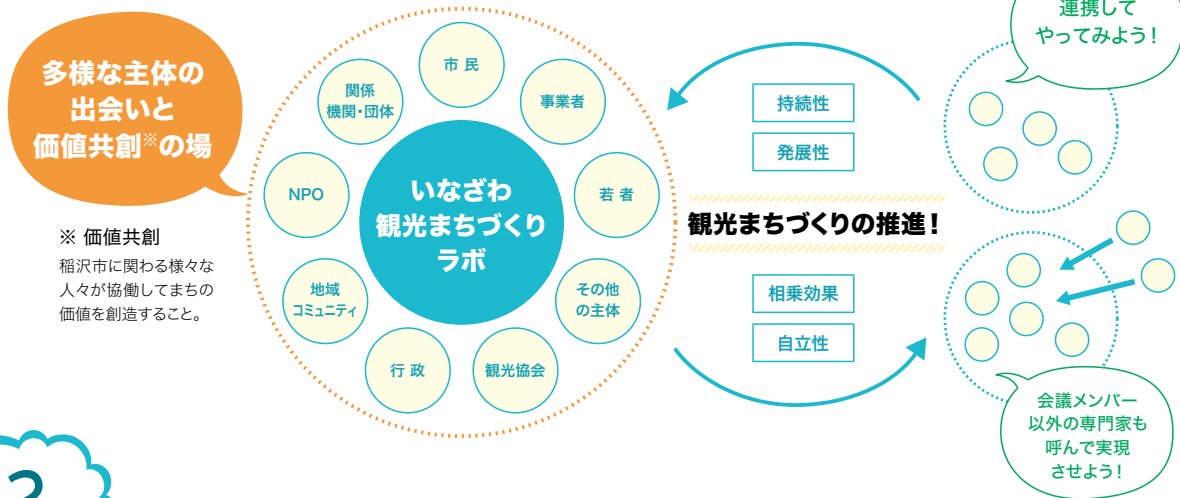 連携して
やってみよう!
多様な主体の
出会いと
価値共創※の場
※ 価値共創
稲沢市に関わる様々な
人々が協働してまちの
価値を創造すること。
市 民
関係
機関・団体
事業者
NPO
若 者
いなざわ
観光まちづくり
ラボ
地域
コミュニティ
その他
の主体
行 政
観光協会
持続性
発展性
観光まちづくりの推進!
相乗効果
自立性
会議メンバー
以外の専門家も
呼んで実現
させよう!